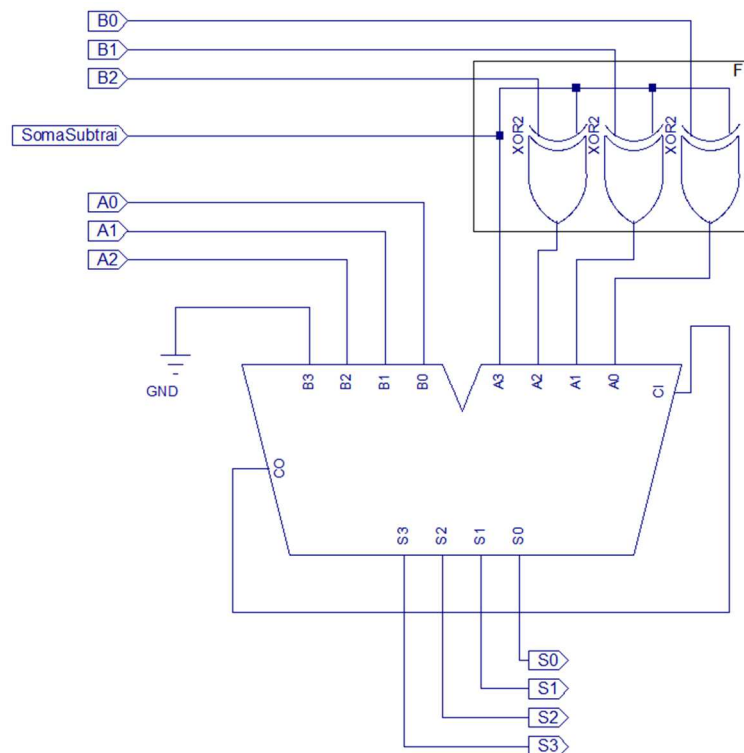 B0
B1
B2
F
SomaSubtrai
XOR2 XOR2 XOR2
A0
A1
A2
GND
B3 B2 B1 B0 A3 A2 A1 A0 CI
CO
S3 S2 S1 S0
S0
S1
S2
S3